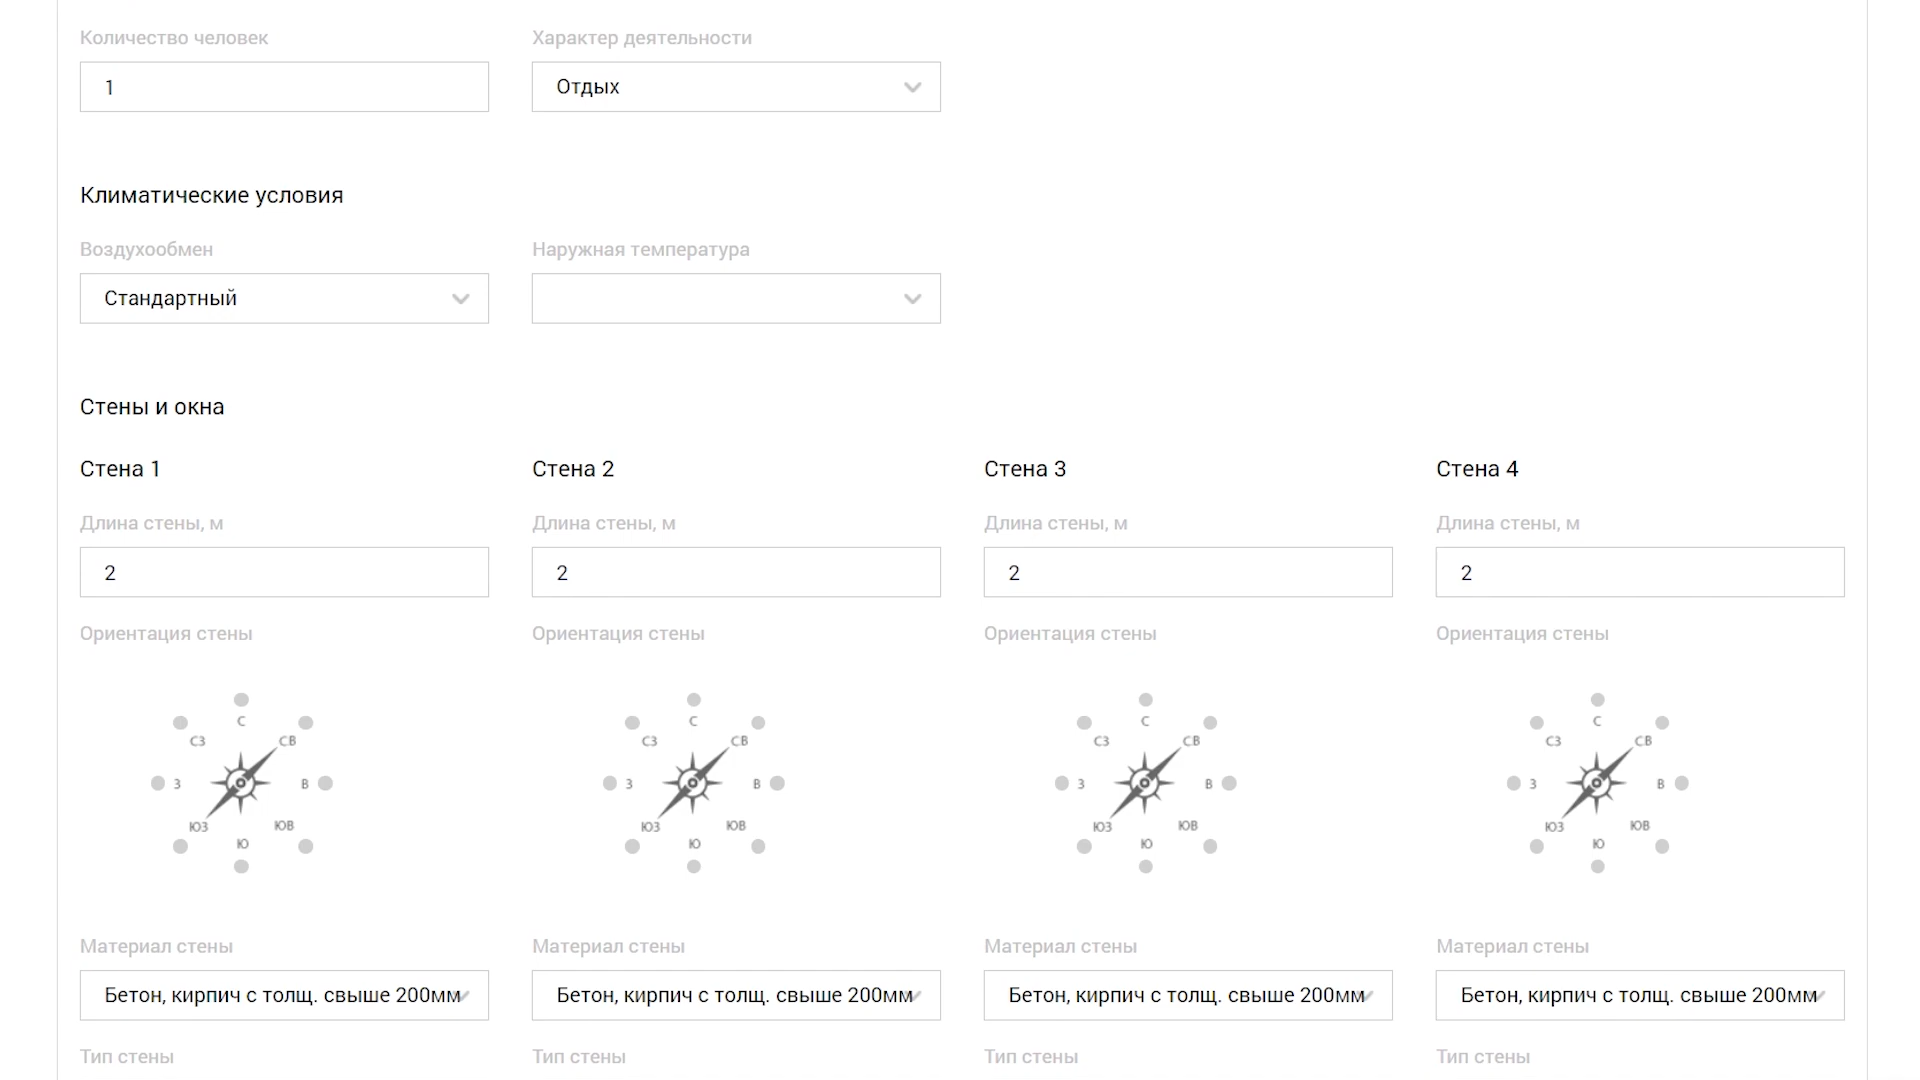 Количество человек Характер деятельности
1 Отдых
Климатические условия
Воздухообмен Наружная температура
Стандартный
Стены и окна
Стена 1 Стена 2 Стена 3 Стена 4
Длина стены, м Длина стены, м Длина стены, м Длина стены, м
2 2 2 2
Ориентация стены Ориентация стены Ориентация стены Ориентация стены
С С С С
СЗ СВ СЗ СВ СЗ СВ СЗ СВ
З В З В З В З В
ЮЗ ЮВ ЮЗ ЮВ ЮЗ ЮВ ЮЗ ЮВ
Ю Ю Ю Ю
Материал стены Материал стены Материал стены Материал стены
Бетон, кирпич с толщ. свыше 200мм Бетон, кирпич с толщ. свыше 200мм Бетон, кирпич с толщ. свыше 200мм Бетон, кирпич с толщ. свыше 200мм
Тип стены Тип стены Тип стены Тип стены